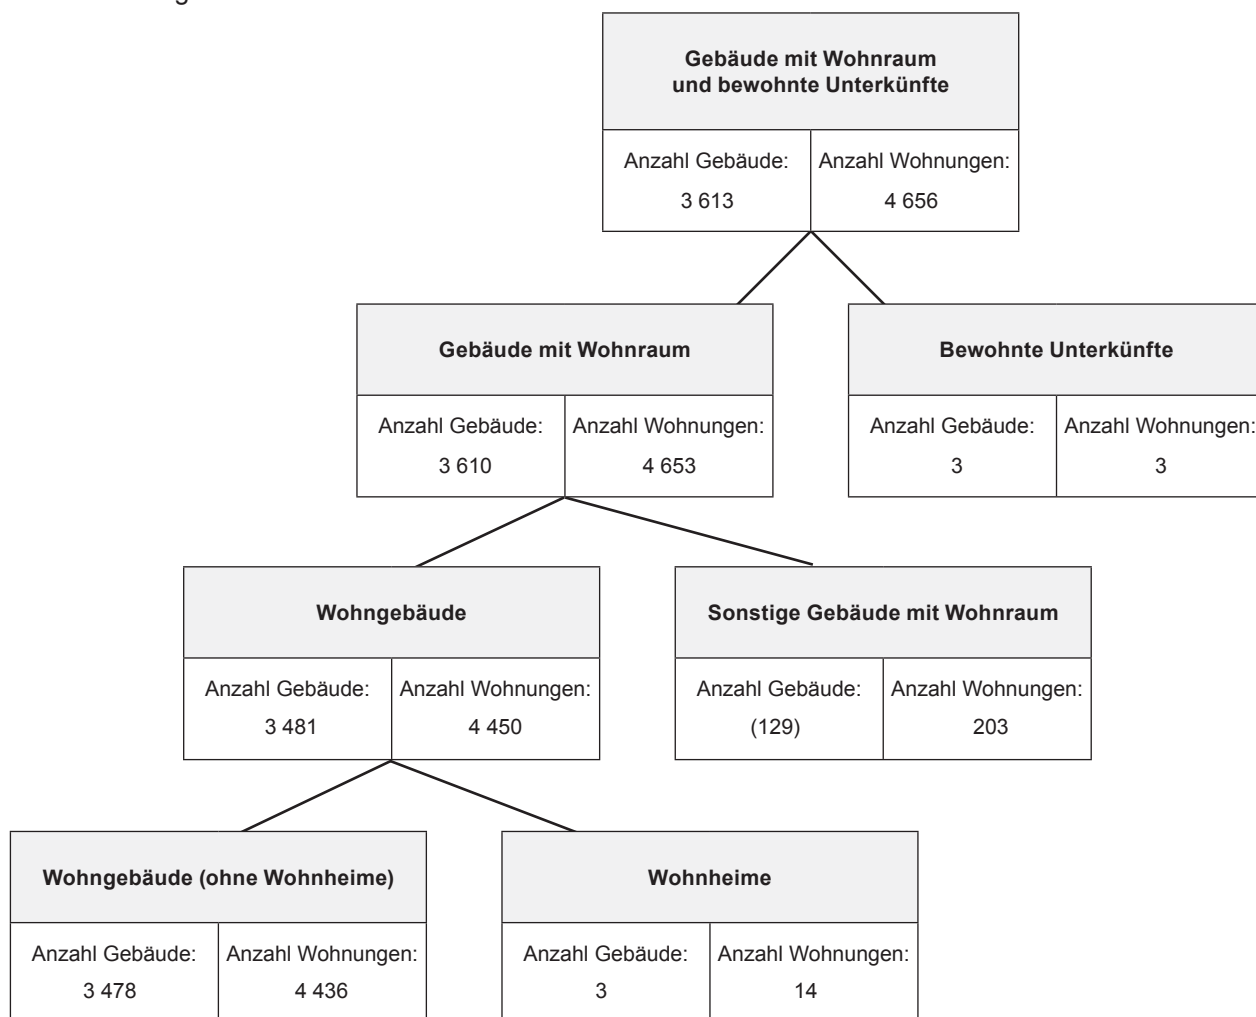 Gebäude mit Wohnraum
und bewohnte Unterkünfte
Anzahl Gebäude: Anzahl Wohnungen:
3 613 4 656
Gebäude mit Wohnraum
Anzahl Gebäude: Anzahl Wohnungen:
3 610 4 653
Bewohnte Unterkünfte
Anzahl Gebäude: Anzahl Wohnungen:
3 3
Wohngebäude
Anzahl Gebäude: Anzahl Wohnungen:
3 481 4 450
Sonstige Gebäude mit Wohnraum
Anzahl Gebäude: Anzahl Wohnungen:
(129) 203
Wohngebäude (ohne Wohnheime)
Anzahl Gebäude: Anzahl Wohnungen:
3 478 4 436
Wohnheime
Anzahl Gebäude: Anzahl Wohnungen:
3 14